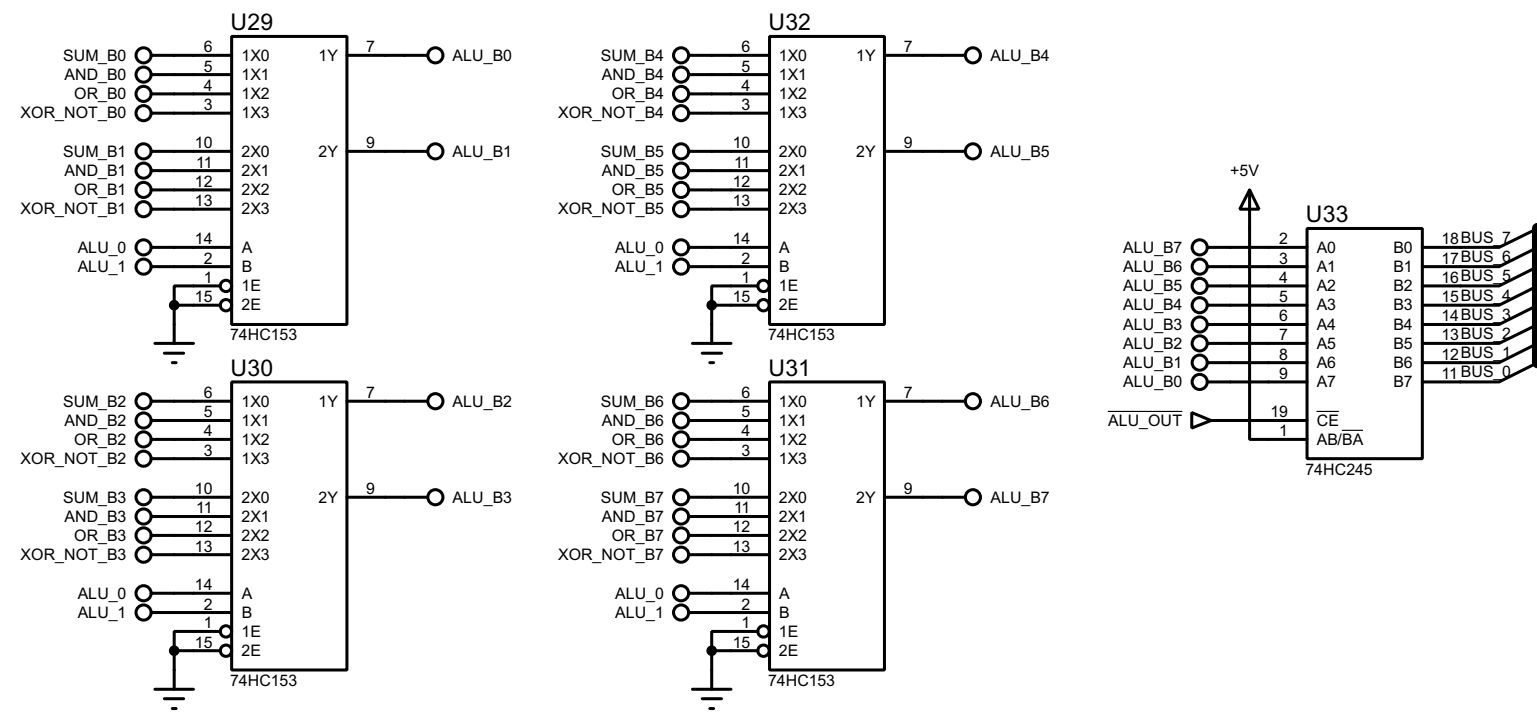 U29
SUM_B0 6 1X0 1Y 7 ALU_B0
AND_B0 5 1X1
OR_B0 4 1X2
XOR_NOT_B0 3 1X3
SUM_B1 10 2X0 2Y 9 ALU_B1
AND_B1 11 2X1
OR_B1 12 2X2
XOR_NOT_B1 13 2X3
ALU_0 14 A
ALU_1 2 B
1 1E
15 2E
74HC153
U32
SUM_B4 6 1X0 1Y 7 ALU_B4
AND_B4 5 1X1
OR_B4 4 1X2
XOR_NOT_B4 3 1X3
SUM_B5 10 2X0 2Y 9 ALU_B5
AND_B5 11 2X1
OR_B5 12 2X2
XOR_NOT_B5 13 2X3
ALU_0 14 A
ALU_1 2 B
1 1E
15 2E
74HC153
U30
SUM_B2 6 1X0 1Y 7 ALU_B2
AND_B2 5 1X1
OR_B2 4 1X2
XOR_NOT_B2 3 1X3
SUM_B3 10 2X0 2Y 9 ALU_B3
AND_B3 11 2X1
OR_B3 12 2X2
XOR_NOT_B3 13 2X3
ALU_0 14 A
ALU_1 2 B
1 1E
15 2E
74HC153
U31
SUM_B6 6 1X0 1Y 7 ALU_B6
AND_B6 5 1X1
OR_B6 4 1X2
XOR_NOT_B6 3 1X3
SUM_B7 10 2X0 2Y 9 ALU_B7
AND_B7 11 2X1
OR_B7 12 2X2
XOR_NOT_B7 13 2X3
ALU_0 14 A
ALU_1 2 B
1 1E
15 2E
74HC153
+5V
U33
ALU_B7 2 A0 B0 18 BUS_7
ALU_B6 3 A1 B1 17 BUS_6
ALU_B5 4 A2 B2 16 BUS_5
ALU_B4 5 A3 B3 15 BUS_4
ALU_B3 6 A4 B4 14 BUS_3
ALU_B2 7 A5 B5 13 BUS_2
ALU_B1 8 A6 B6 12 BUS_1
ALU_B0 9 A7 B7 11 BUS_0
ALU_OUT 19 CE
1 AB/BA
74HC245